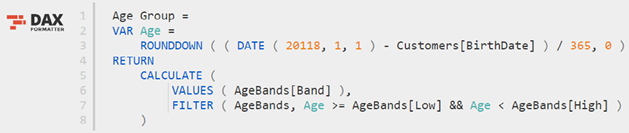 DAX
FORMATTER
1 Age Group =
2 VAR Age =
3 ROUNDDOWN ( ( DATE ( 20118, 1, 1 ) - Customers[BirthDate] ) / 365, 0 )
4 RETURN
5 CALCULATE (
6 VALUES ( AgeBands[Band] ),
7 FILTER ( AgeBands, Age >= AgeBands[Low] && Age < AgeBands[High] )
8 )